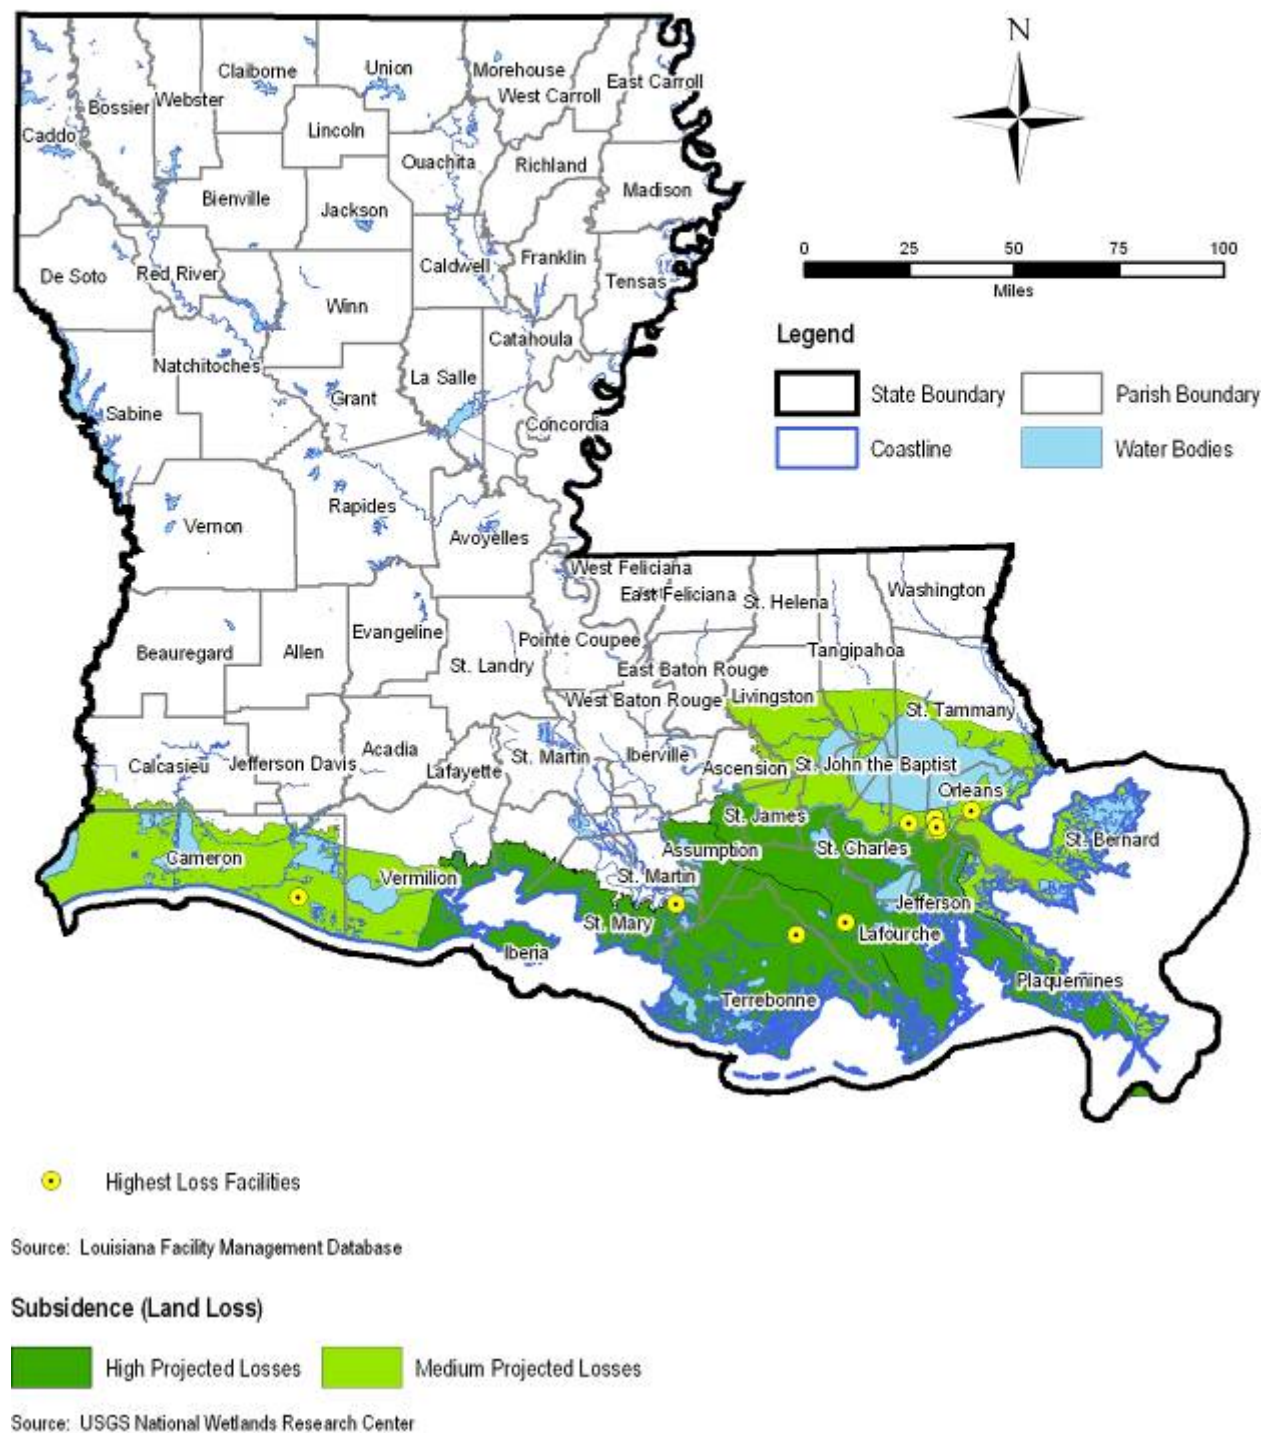 N
Claiborne
Union
Morehouse
East Carroll
West Carroll
Webster
Bossier
Caddo
Lincoln
Ouachita
Richland
Madison
Bienville
Jackson
Franklin
Caldwell
De Soto
Red River
Tensas
Winn
0 25 50 75 100
Miles
Legend
State Boundary
Parish Boundary
Coastline
Water Bodies
Catahoula
Natchitoches
La Salle
Grant
Sabine
Concordia
Rapides
Vernon
Avoyelles
West Feliciana
East Feliciana
St. Helena
Washington
Evangeline
Pointe Coupee
Beauregard
Allen
St. Landry
Tangipahoa
East Baton Rouge
West Baton Rouge
Livingston
St. Tammany
Acadia
St. Martin
Iberville
Calcasieu
Jefferson Davis
Lafayette
Ascension
St. John the Baptist
Orleans
St. James
St. Bernard
Assumption
St. Charles
Cameron
Vermilion
St. Martin
Jefferson
St. Mary
Lafourche
Iberia
Plaquemines
Terrebonne
Highest Loss Facilities
Source: Louisiana Facility Management Database
Subsidence (Land Loss)
High Projected Losses
Medium Projected Losses
Source: USGS National Wetlands Research Center